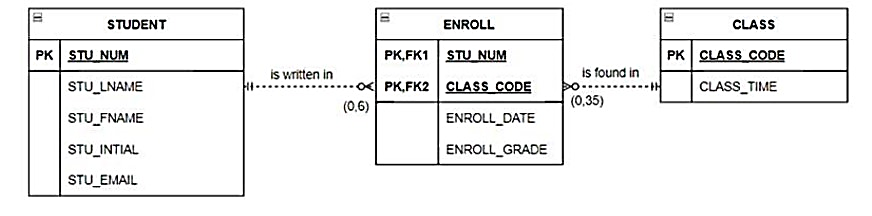 STUDENT
PK STU_NUM
STU_LNAME
STU_FNAME
STU_INTIAL
STU_EMAIL
is written in
(0,6)
ENROLL
PK,FK1 STU_NUM
PK,FK2 CLASS_CODE
ENROLL_DATE
ENROLL_GRADE
is found in
(0,35)
CLASS
PK CLASS_CODE
CLASS_TIME